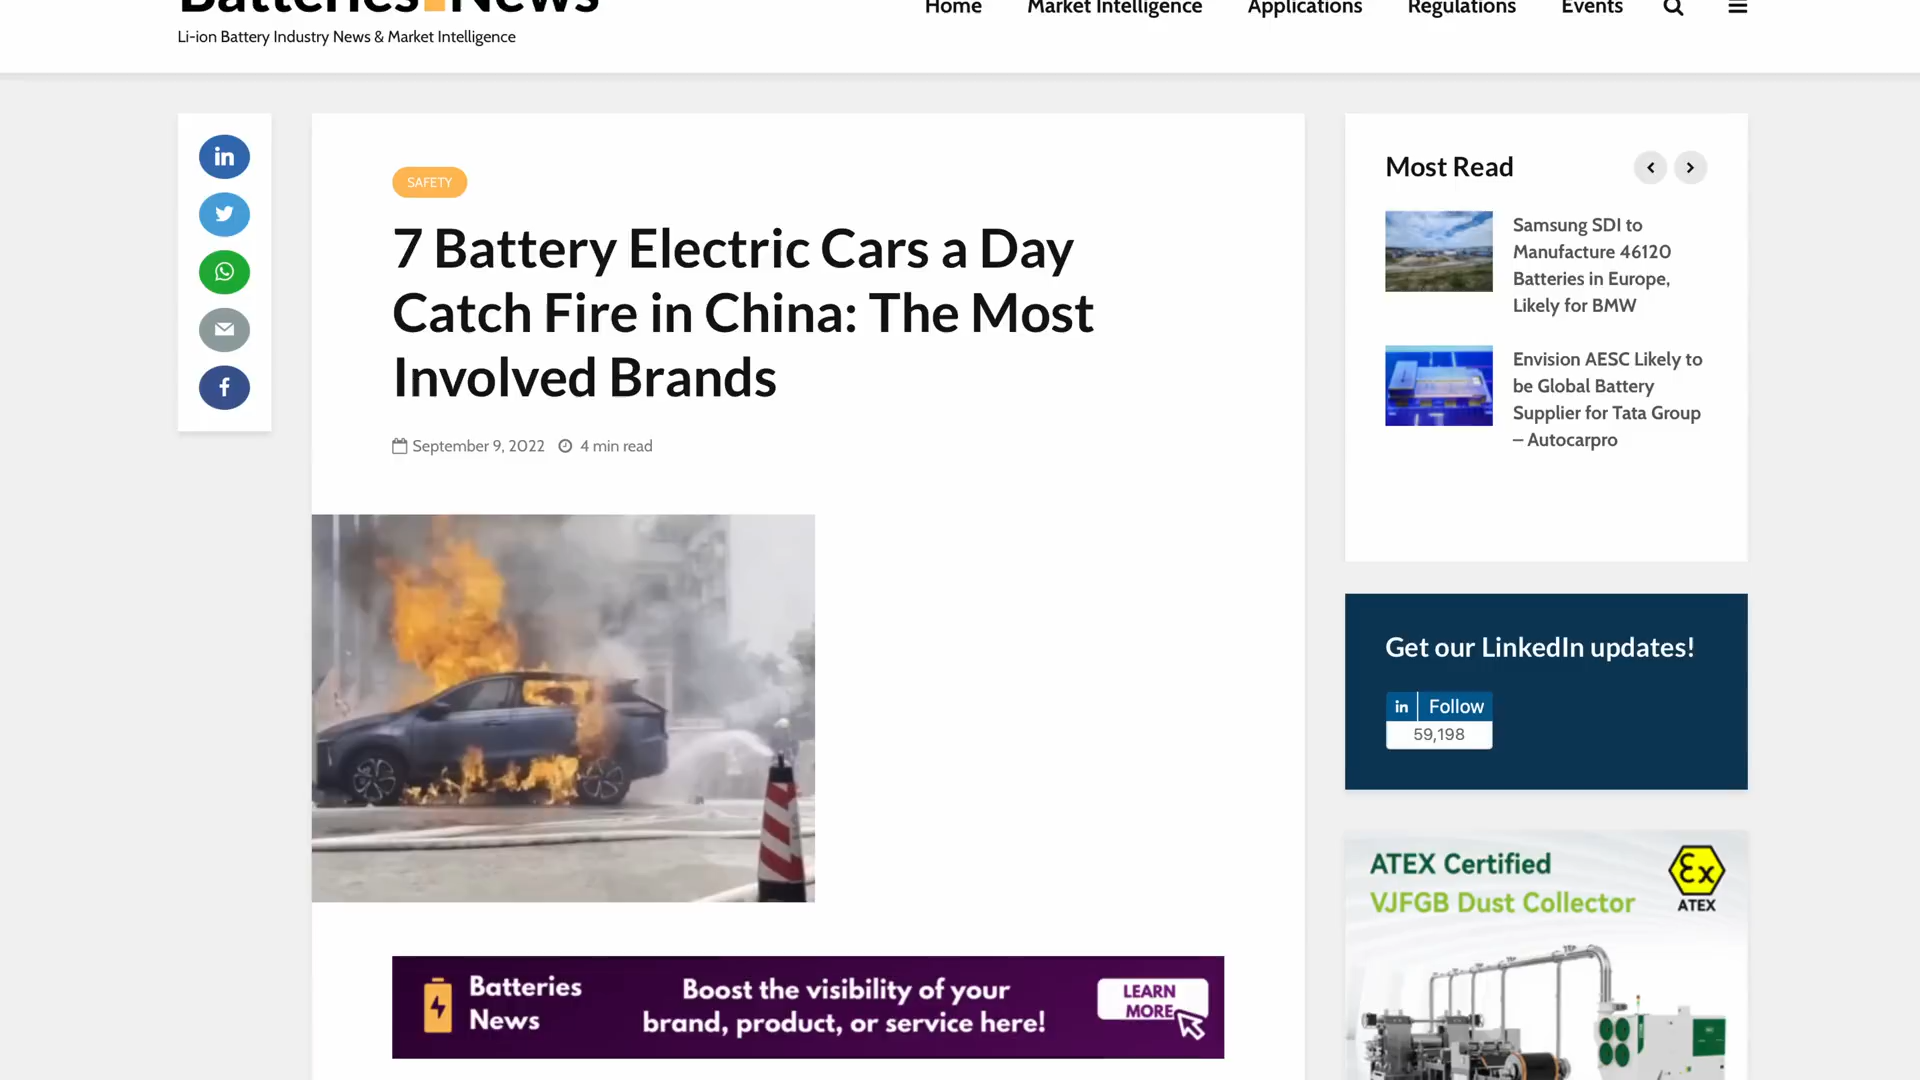 Batteries News
Li-ion Battery Industry News & Market Intelligence
Home
Market Intelligence
Applications
Regulations
Events
SAFETY
7 Battery Electric Cars a Day
Catch Fire in China: The Most
Involved Brands
September 9, 2022
4 min read
Most Read
Samsung SDI to
Manufacture 46120
Batteries in Europe,
Likely for BMW
Envision AESC Likely to
be Global Battery
Supplier for Tata Group
– Autocarpro
Get our LinkedIn updates!
in Follow
59,198
ATEX Certified
VJFGB Dust Collector
Ex
ATEX
Batteries
News
Boost the visibility of your
brand, product, or service here!
LEARN
MORE